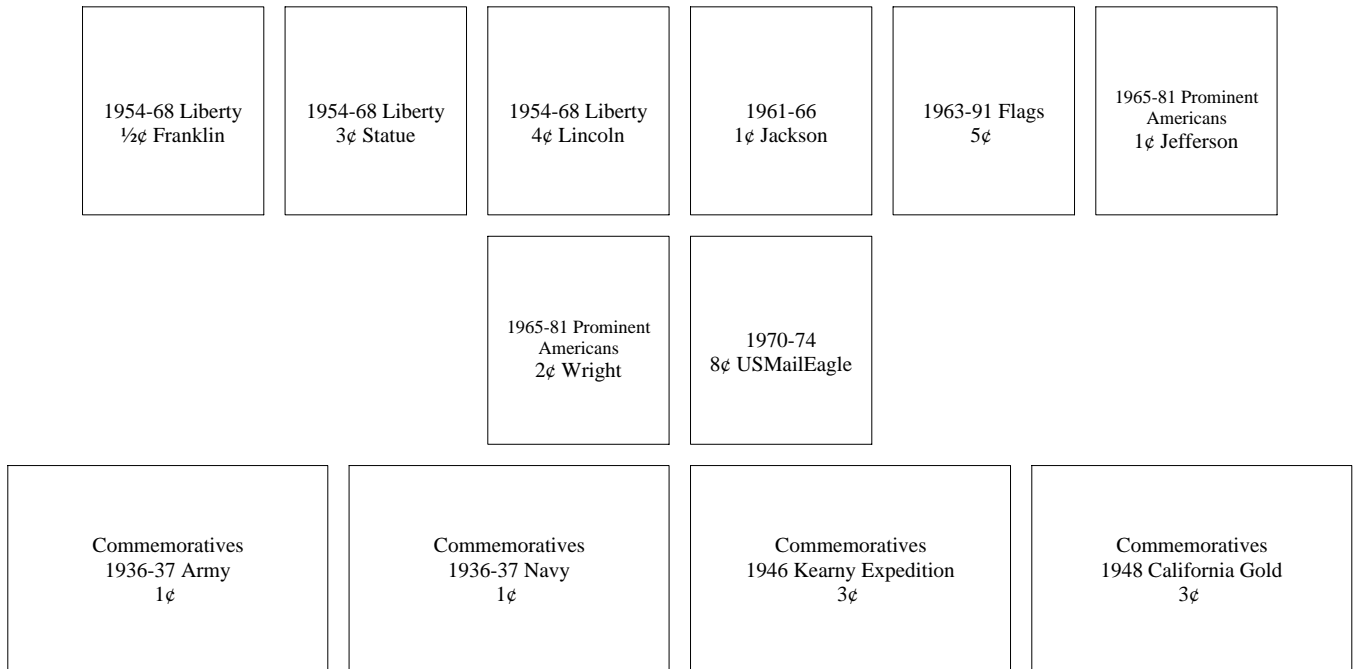 1954-68 Liberty
½¢ Franklin
1954-68 Liberty
3¢ Statue
1954-68 Liberty
4¢ Lincoln
1961-66
1¢ Jackson
1963-91 Flags
5¢
1965-81 Prominent
Americans
1¢ Jefferson
1965-81 Prominent
Americans
2¢ Wright
1970-74
8¢ USMailEagle
Commemoratives
1936-37 Army
1¢
Commemoratives
1936-37 Navy
1¢
Commemoratives
1946 Kearny Expedition
3¢
Commemoratives
1948 California Gold
3¢